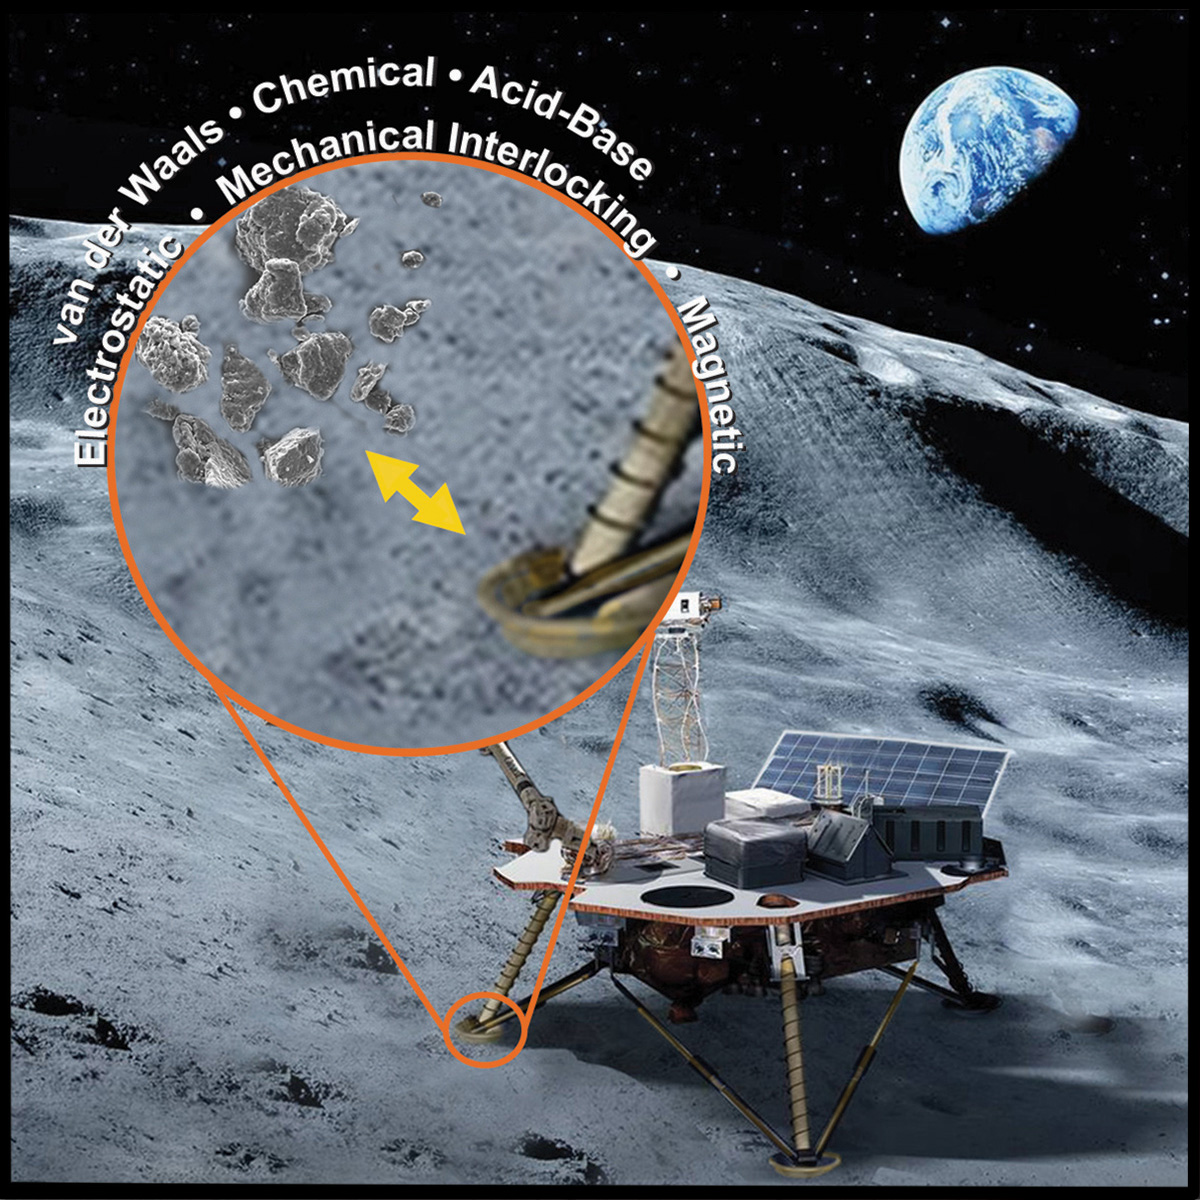 van der Waals • Chemical • Acid-Base
Electrostatic • Mechanical Interlocking • Magnetic